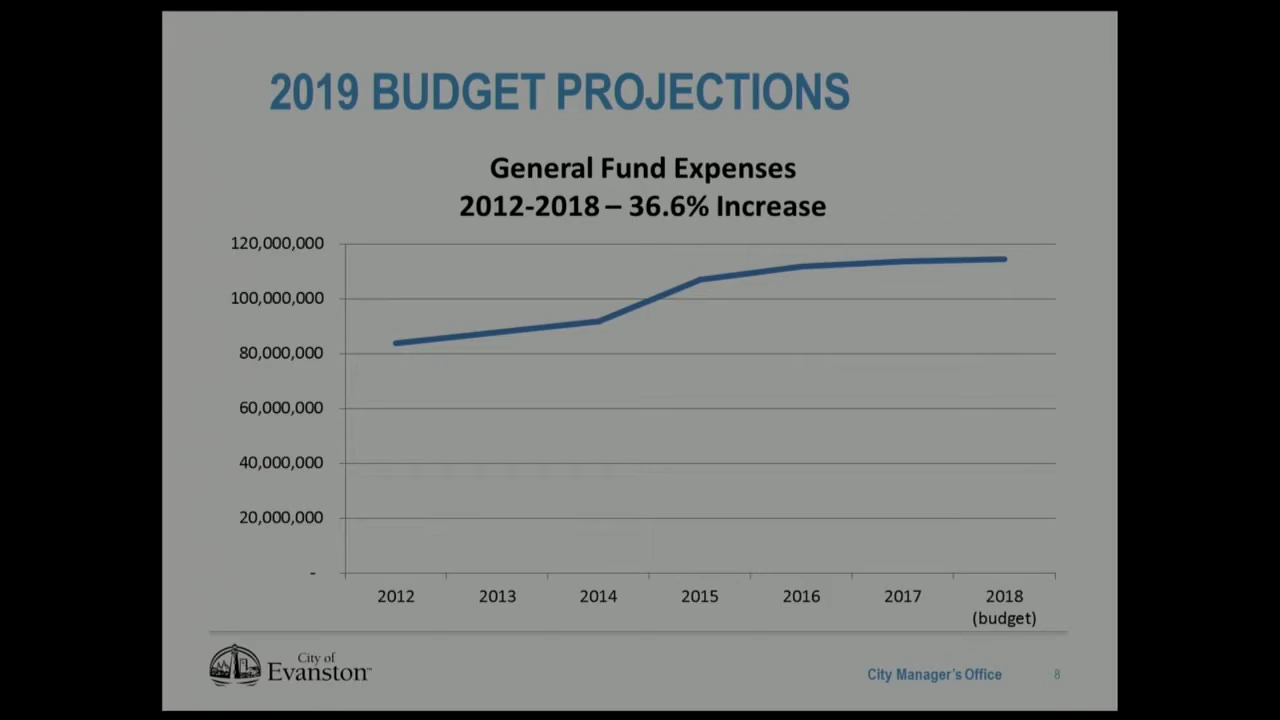 2019 BUDGET PROJECTIONS
General Fund Expenses
2012-2018 – 36.6% Increase
120,000,000
100,000,000
80,000,000
60,000,000
40,000,000
20,000,000
-
2012 2013 2014 2015 2016 2017 2018
(budget)
City of
Evanston™
City Manager's Office 8